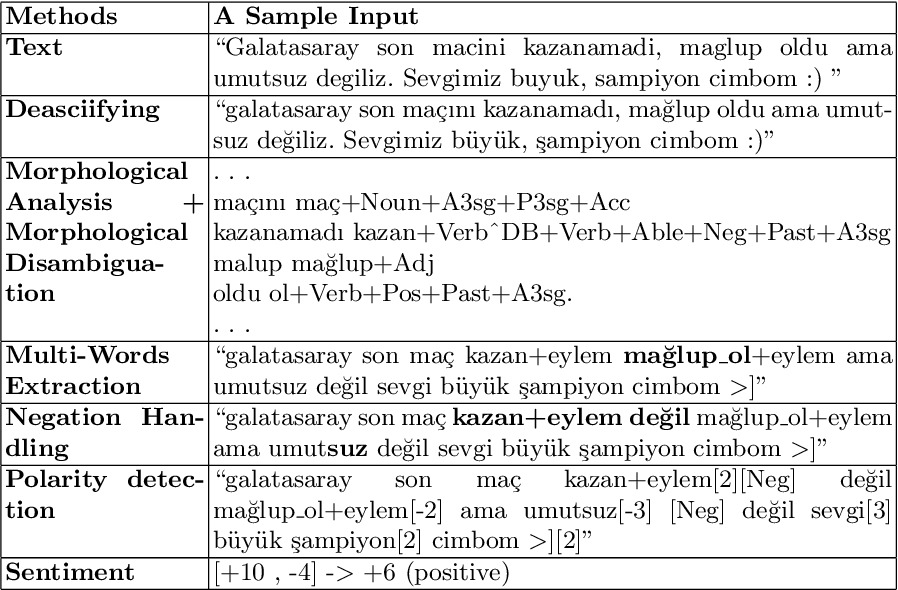 Methods A Sample Input
Text “Galatasaray son macini kazanamadi, maglup oldu ama
umutsuz degiliz. Sevgimiz buyuk, sampiyon cimbom :) ”
Deasciifying “galatasaray son maçını kazanamadı, mağlup oldu ama umut-
suz değiliz. Sevgimiz büyük, şampiyon cimbom :)”
Morphological . . .
Analysis + maçını maç+Noun+A3sg+P3sg+Acc
Morphological kazanamadı kazan+Verb^DB+Verb+Able+Neg+Past+A3sg
Disambigua- malup mağlup+Adj
tion oldu ol+Verb+Pos+Past+A3sg.
. . .
Multi-Words “galatasaray son maç kazan+eylem mağlup_ol+eylem ama
Extraction umutsuz değil sevgi büyük şampiyon cimbom >]”
Negation Han- “galatasaray son maç kazan+eylem değil mağlup_ol+eylem
dling ama umutsuz değil sevgi büyük şampiyon cimbom >]”
Polarity detec- “galatasaray son maç kazan+eylem[2][Neg] değil
tion mağlup_ol+eylem[-2] ama umutsuz[-3] [Neg] değil sevgi[3]
büyük şampiyon[2] cimbom >][2]”
Sentiment [+10 , -4] -> +6 (positive)